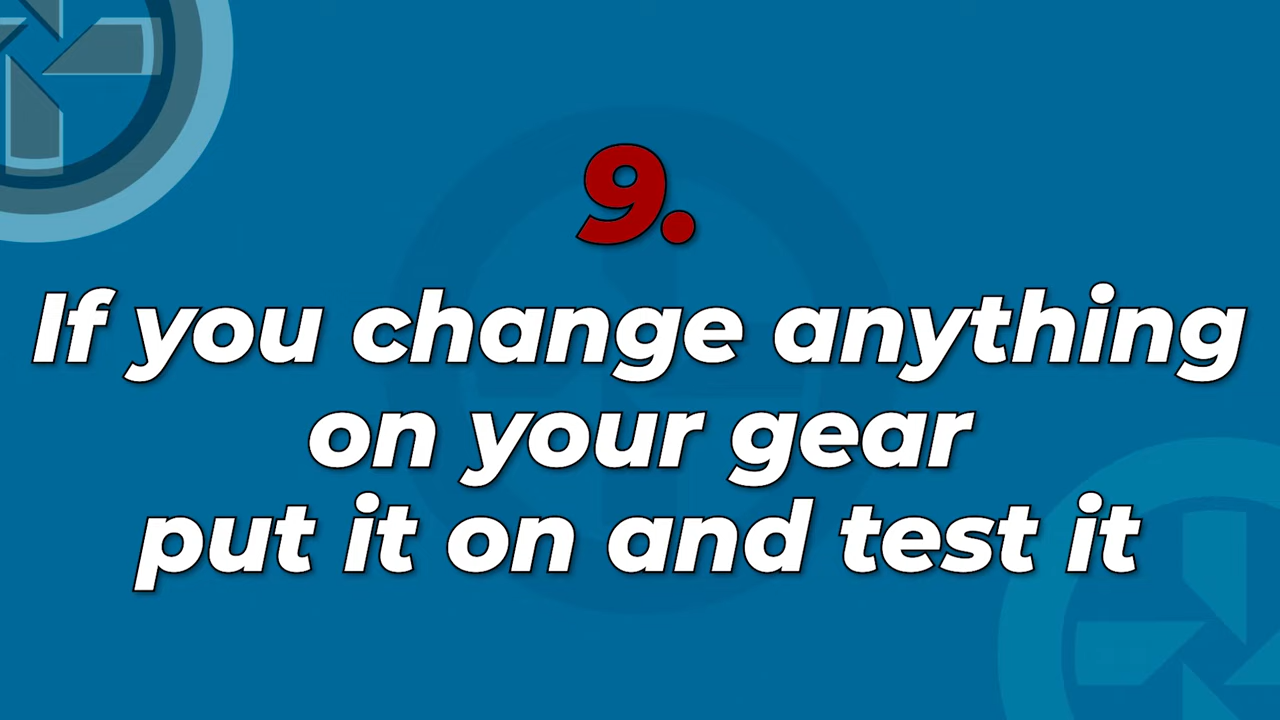 9.
If you change anything
on your gear
put it on and test it